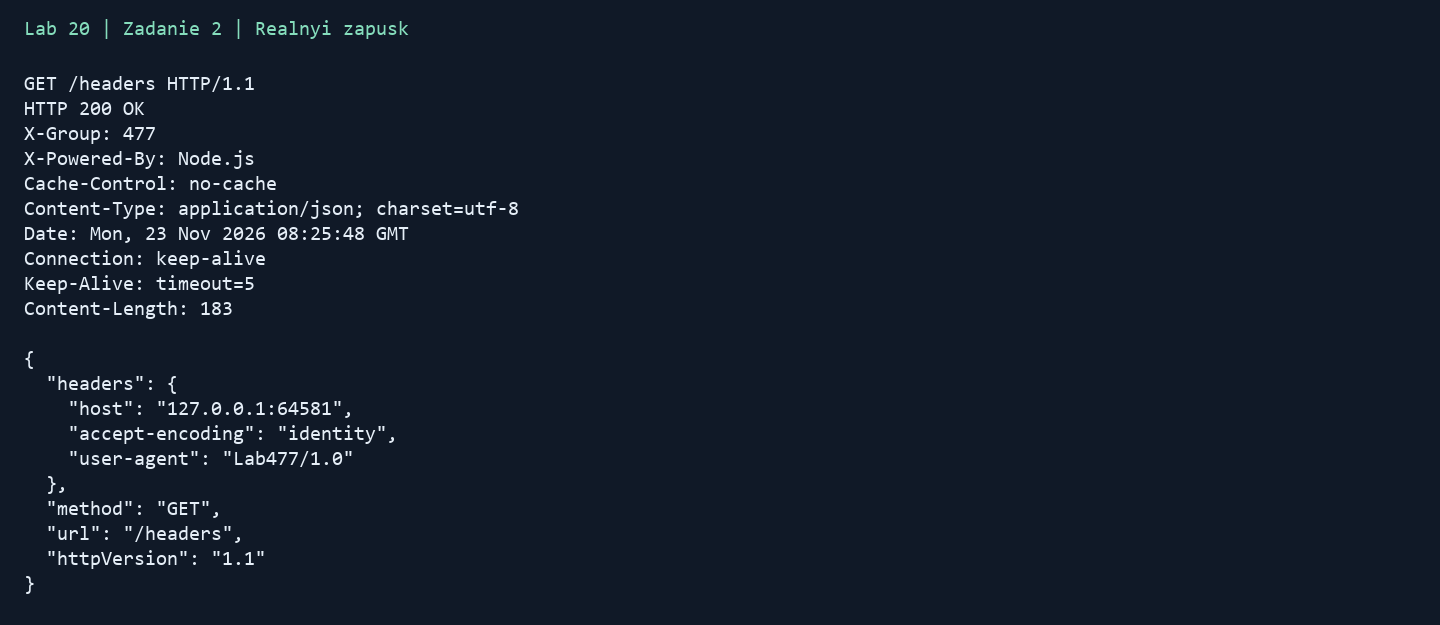 Lab 20 | Zadanie 2 | Realnyi zapusk
GET /headers HTTP/1.1
HTTP 200 OK
X-Group: 477
X-Powered-By: Node.js
Cache-Control: no-cache
Content-Type: application/json; charset=utf-8
Date: Mon, 23 Nov 2026 08:25:48 GMT
Connection: keep-alive
Keep-Alive: timeout=5
Content-Length: 183
{
  "headers": {
    "host": "127.0.0.1:64581",
    "accept-encoding": "identity",
    "user-agent": "Lab477/1.0"
  },
  "method": "GET",
  "url": "/headers",
  "httpVersion": "1.1"
}